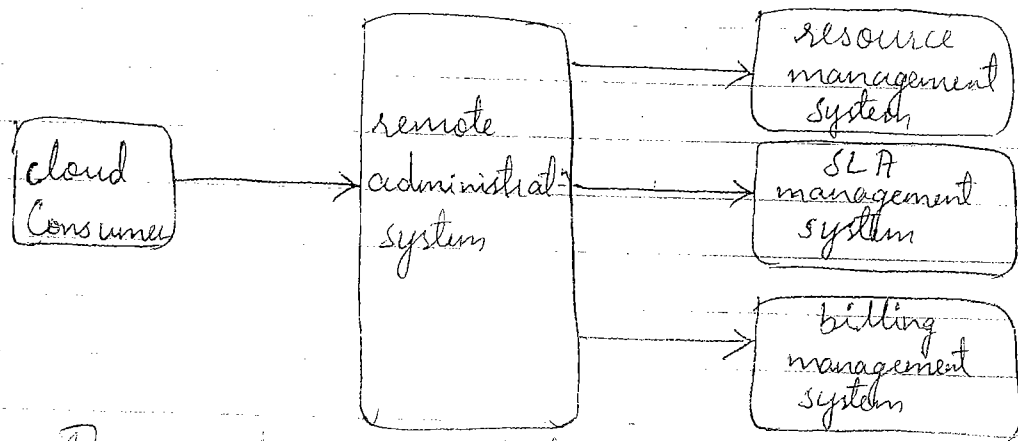 cloud
Consumer
remote
administrat-
system
resource
management
system
SLA
management
system
billing
management
system